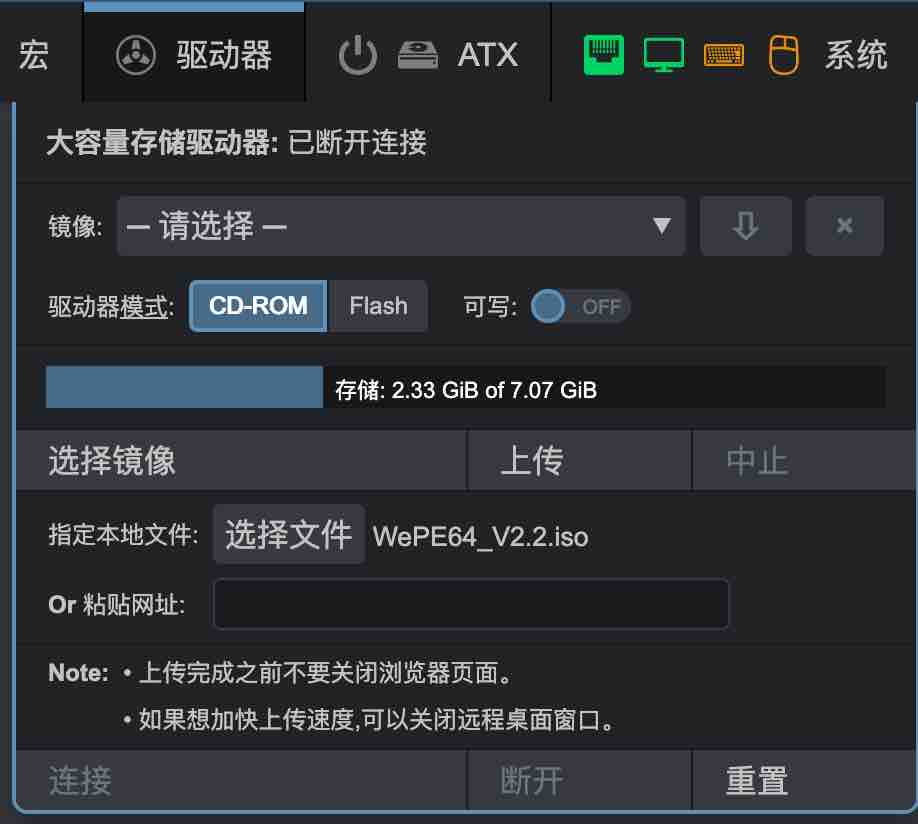 宏 驱动器 ATX 系统
大容量存储驱动器: 已断开连接
镜像: — 请选择 — ▼ ⇩ ×
驱动器模式: CD-ROM Flash 可写: OFF
存储: 2.33 GiB of 7.07 GiB
选择镜像 上传 中止
指定本地文件: 选择文件 WePE64_V2.2.iso
Or 粘贴网址:
Note: • 上传完成之前不要关闭浏览器页面。
• 如果想加快上传速度,可以关闭远程桌面窗口。
连接 断开 重置